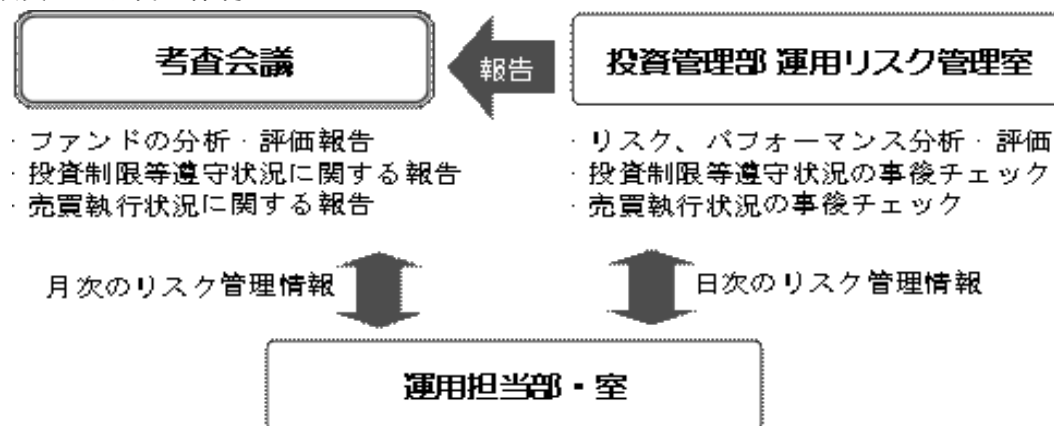 考査会議
報告
投資管理部 運用リスク管理室
・ファンドの分析・評価報告
・投資制限等遵守状況に関する報告
・売買執行状況に関する報告
・リスク、パフォーマンス分析・評価
・投資制限等遵守状況の事後チェック
・売買執行状況の事後チェック
月次のリスク管理情報
日次のリスク管理情報
運用担当部・室